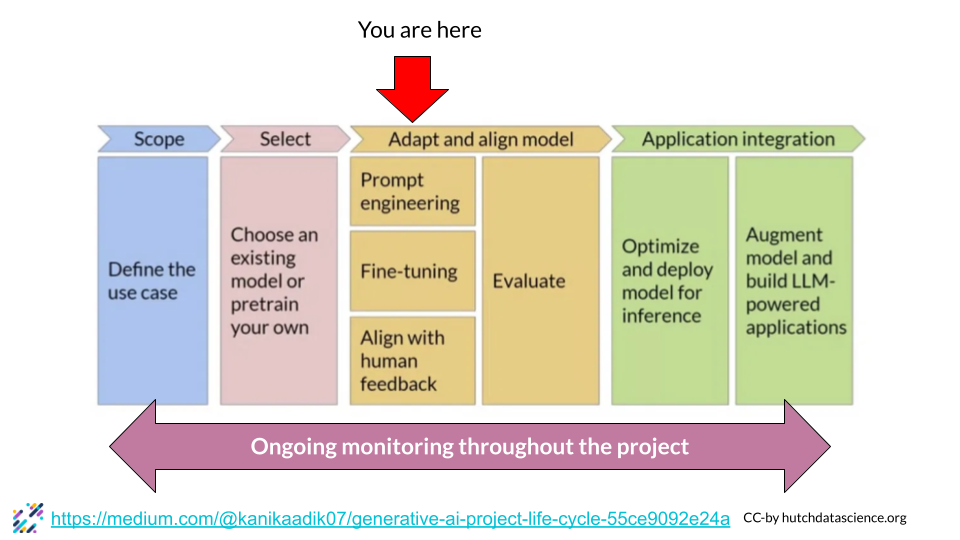 You are here
Scope
Select
Adapt and align model
Application integration
Define the
use case
Choose an
existing
model or
pretrain
your own
Prompt
engineering
Fine-tuning
Align with
human
feedback
Evaluate
Optimize
and deploy
model for
inference
Augment
model and
build LLM-
powered
applications
Ongoing monitoring throughout the project
https://medium.com/@kanikaadik07/generative-ai-project-life-cycle-55ce9092e24a
CC-by hutchdatascience.org